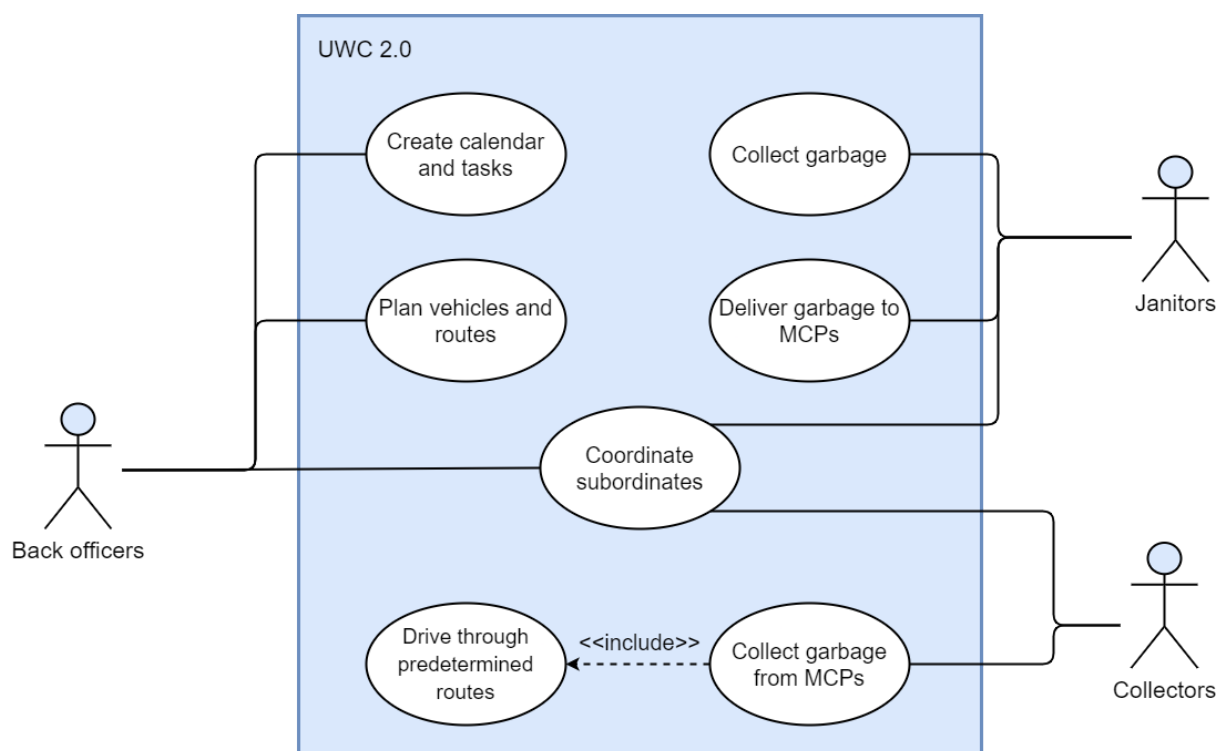 UWC 2.0
Create calendar
and tasks
Collect garbage
Janitors
Plan vehicles and
routes
Deliver garbage to
MCPs
Coordinate
subordinates
Back officers
Drive through
predetermined
routes
<<include>>
Collect garbage
from MCPs
Collectors